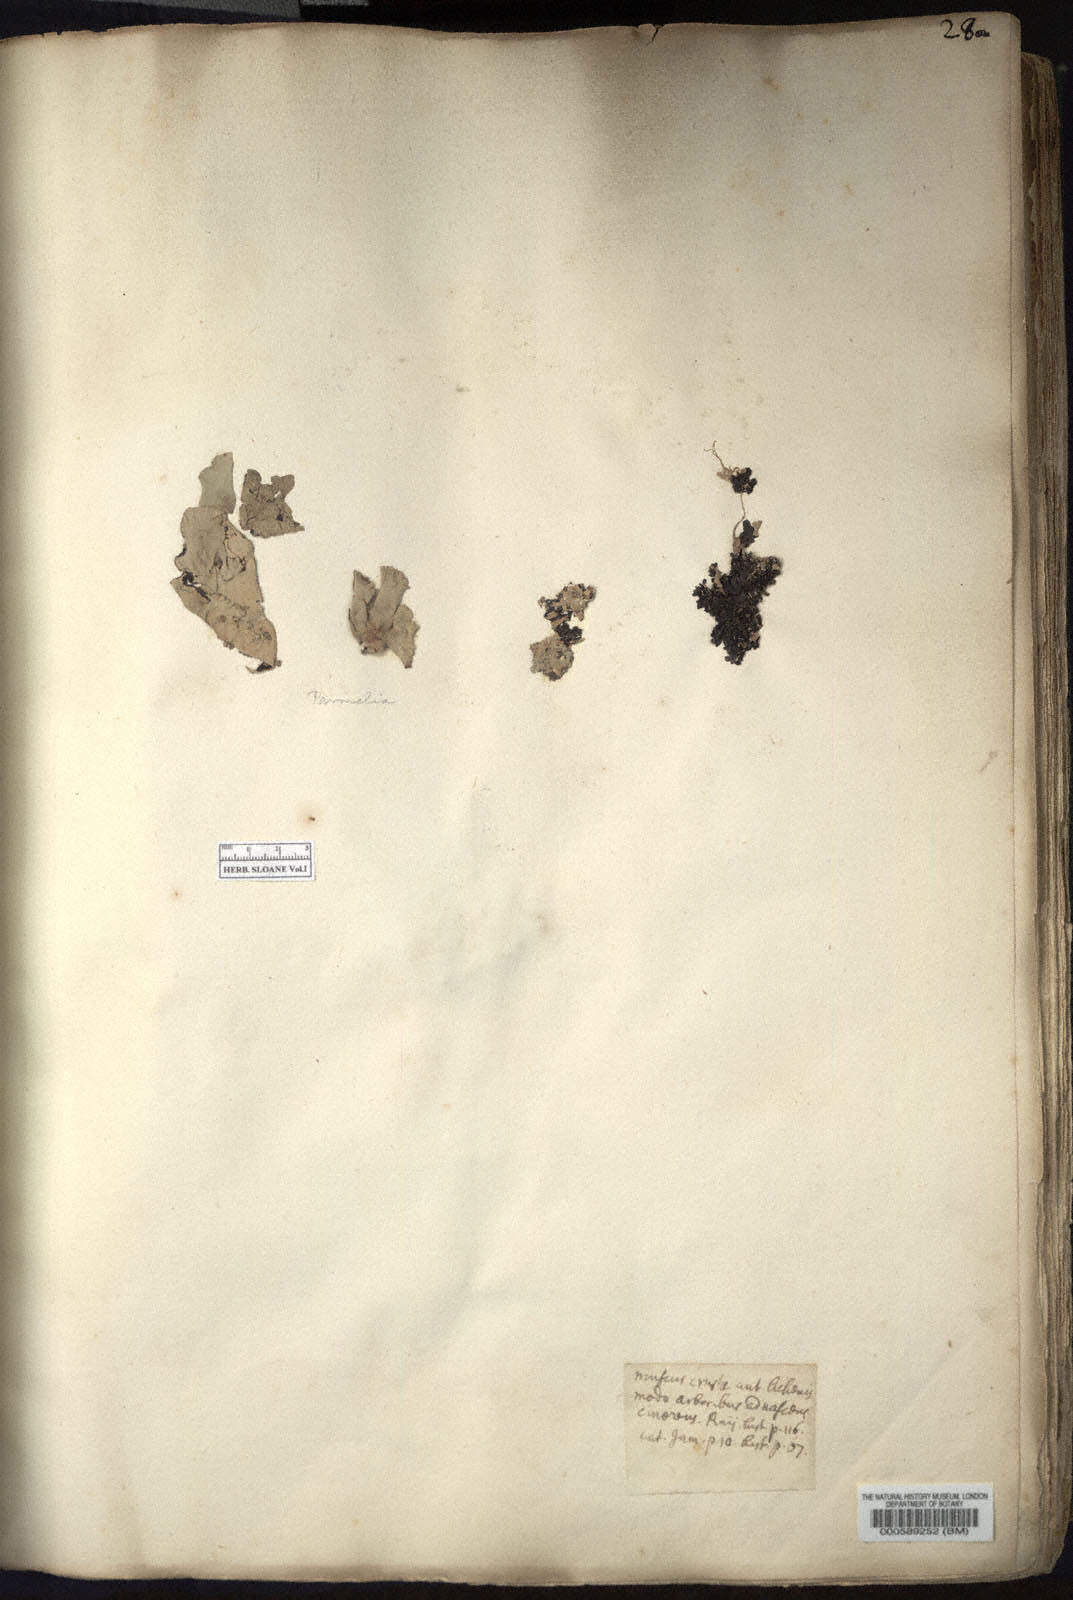 28
Parmelia
HERB. SLOANE Vol.I
muscus crusta aut lichenis
modo arboribus adnascens
cinereus. Raij. hist. p. 116.
cat. Jam. p. 10. hist. p. 57.
THE NATURAL HISTORY MUSEUM, LONDON
DEPARTMENT OF BOTANY
000589252 (BM)